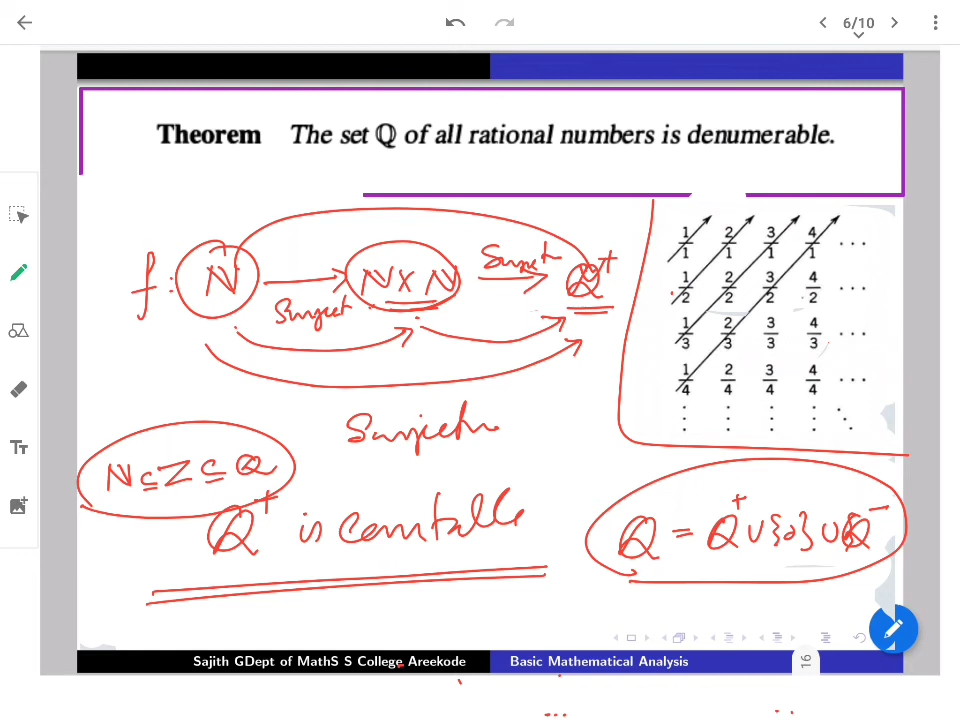 6/10
Theorem The set ℚ of all rational numbers is denumerable.
f : N N × N Q⁺
Surject
Surject
1/1 2/1 3/1 4/1 ...
1/2 2/2 3/2 4/2 ...
1/3 2/3 3/3 4/3
1/4 2/4 3/4 4/4 ...
Surjective
N ⊆ Z ⊆ Q
Q⁺ is countable
Q = Q⁺ ∪ {0} ∪ Q⁻
Tт
Sajith GDept of MathS S College Areekode
Basic Mathematical Analysis
16